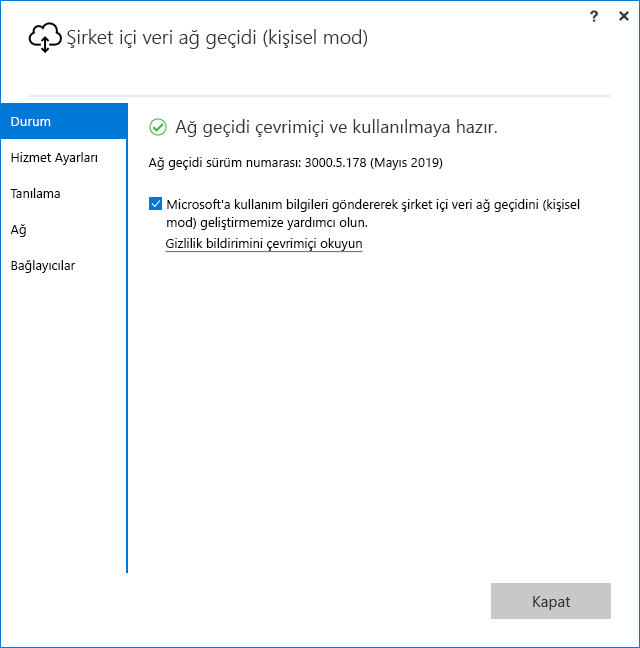 ? ×
Şirket içi veri ağ geçidi (kişisel mod)
Durum
Hizmet Ayarları
Tanılama
Ağ
Bağlayıcılar
Ağ geçidi çevrimiçi ve kullanılmaya hazır.
Ağ geçidi sürüm numarası: 3000.5.178 (Mayıs 2019)
Microsoft'a kullanım bilgileri göndererek şirket içi veri ağ geçidini (kişisel
mod) geliştirmemize yardımcı olun.
Gizlilik bildirimini çevrimiçi okuyun
Kapat